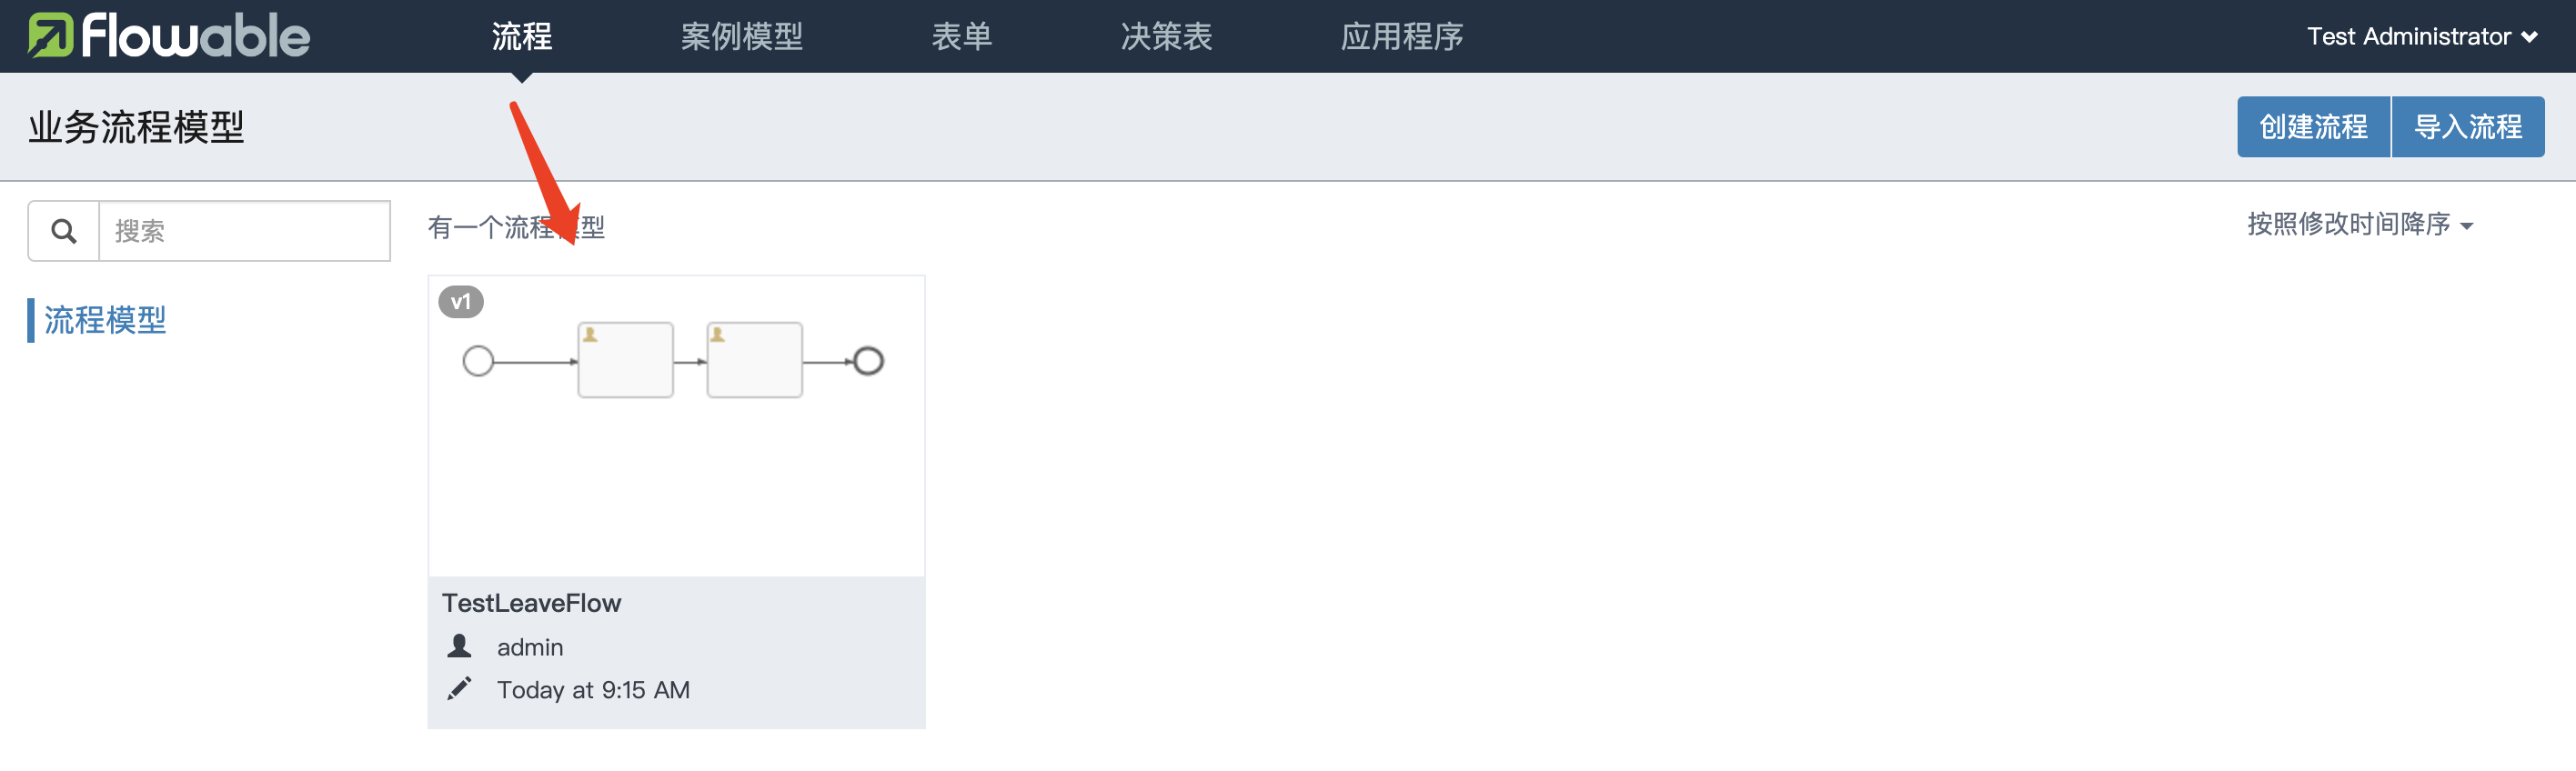 flowable 流程 案例模型 表单 决策表 应用程序 Test Administrator
业务流程模型 创建流程 导入流程
搜索 有一个流程模型 按照修改时间降序
流程模型
v1
TestLeaveFlow
admin
Today at 9:15 AM